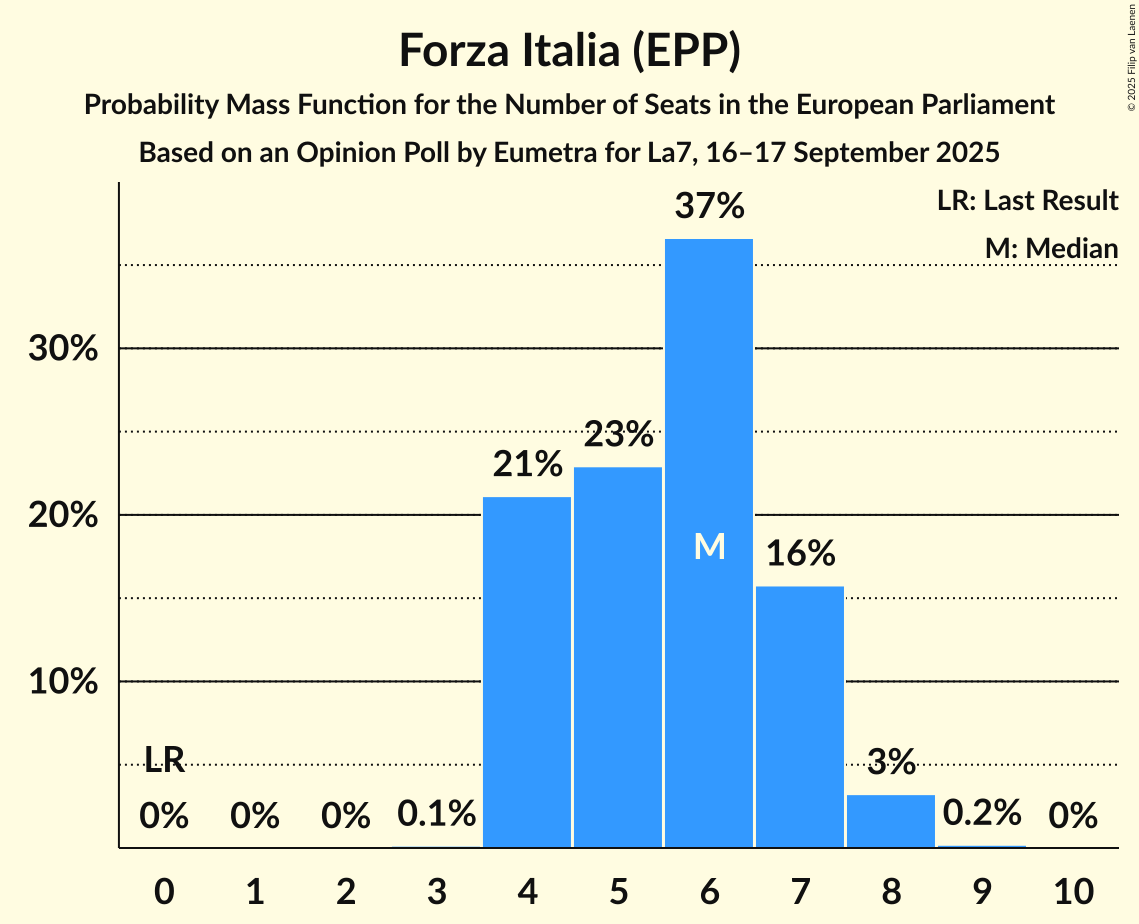 Forza Italia (EPP)
Probability Mass Function for the Number of Seats in the European Parliament
Based on an Opinion Poll by Eumetra for La7, 16–17 September 2025
© 2025 Filip van Laenen
LR: Last Result
M: Median
37%
30%
23%
21%
20%
M
16%
10%
LR
3%
0%
0%
0%
0.1%
0.2%
0%
0 1 2 3 4 5 6 7 8 9 10